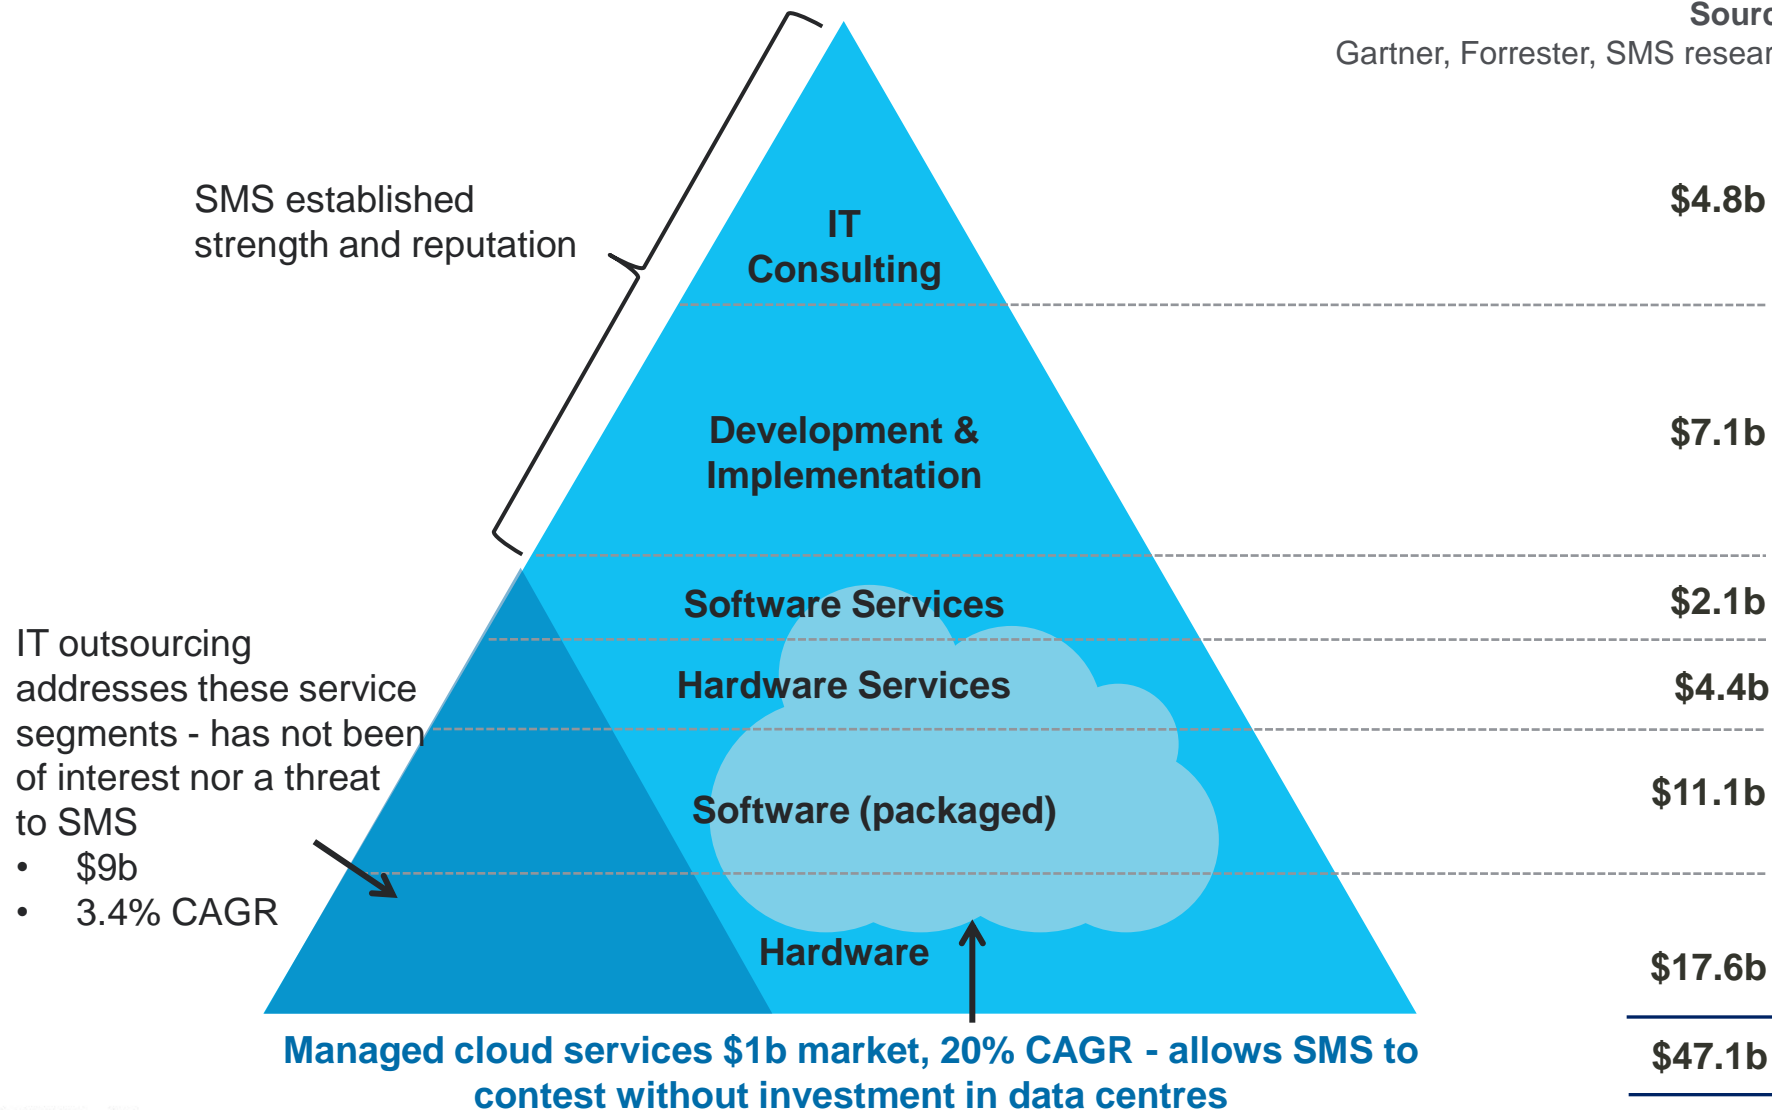 Gartner, Forrester, SMS
SMS established
strength and reputation
IT
Consulting
$4.8b
Development &
Implementation
$7.1b
Software Services
$2.1b
Hardware Services
$4.4b
IT outsourcing
addresses these service
segments - has not been
of interest nor a threat
to SMS
• $9b
• 3.4% CAGR
Software (packaged)
$11.1b
Hardware
$17.6b
Managed cloud services $1b market, 20% CAGR - allows SMS to
contest without investment in data centres
$47.1b